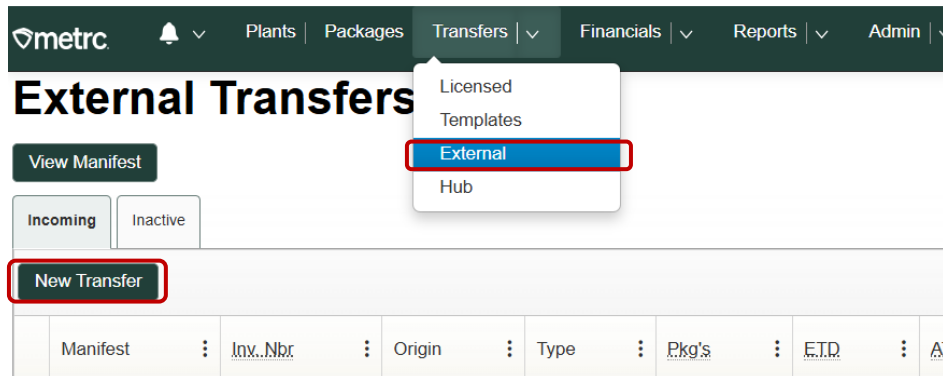 metrc. Plants Packages Transfers Financials Reports Admin
External Transfers
Licensed
Templates
External
Hub
View Manifest
Incoming Inactive
New Transfer
Manifest Inv. Nbr Origin Type Pkg's ETD